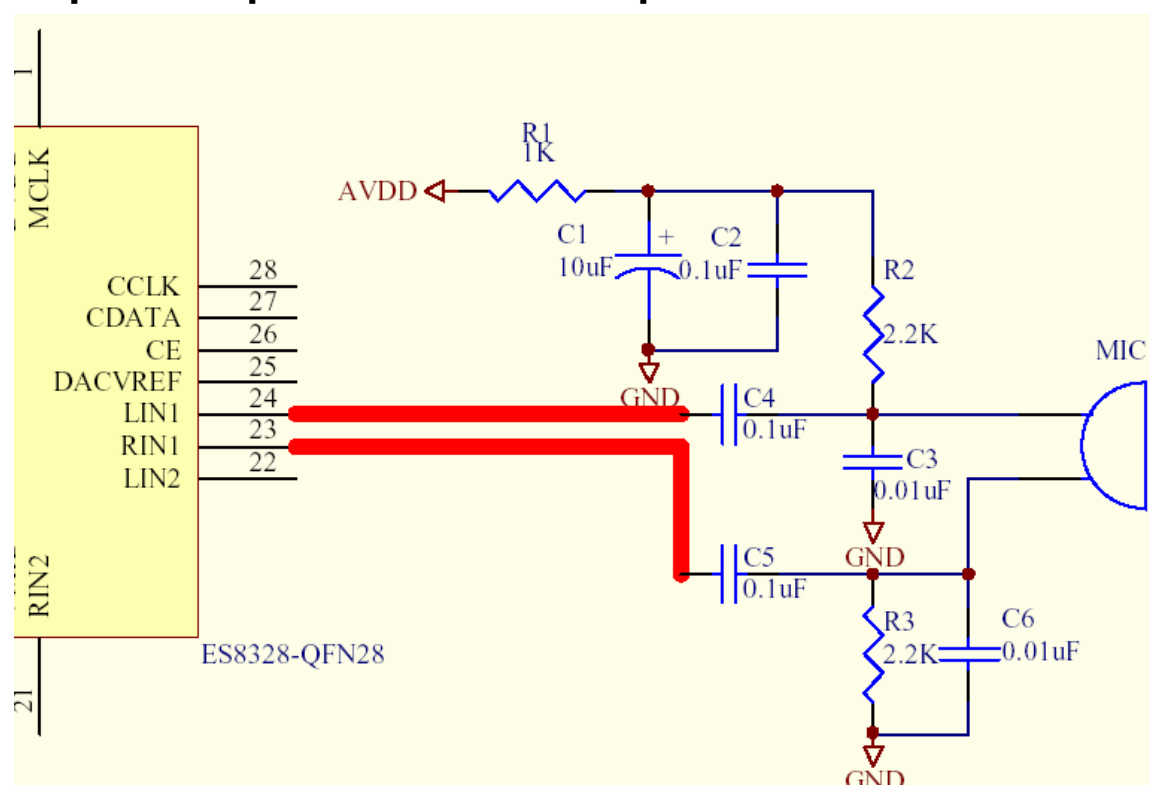 1
MCLK
R1
1K
AVDD
C1
10uF
+
C2
0.1uF
R2
2.2K
MIC
CCLK
28
CDATA
27
CE
26
DACVREF
25
LIN1
24
RIN1
23
LIN2
22
GND
C4
0.1uF
C3
0.01uF
GND
C5
0.1uF
RIN2
21
ES8328-QFN28
R3
2.2K
C6
0.01uF
GND